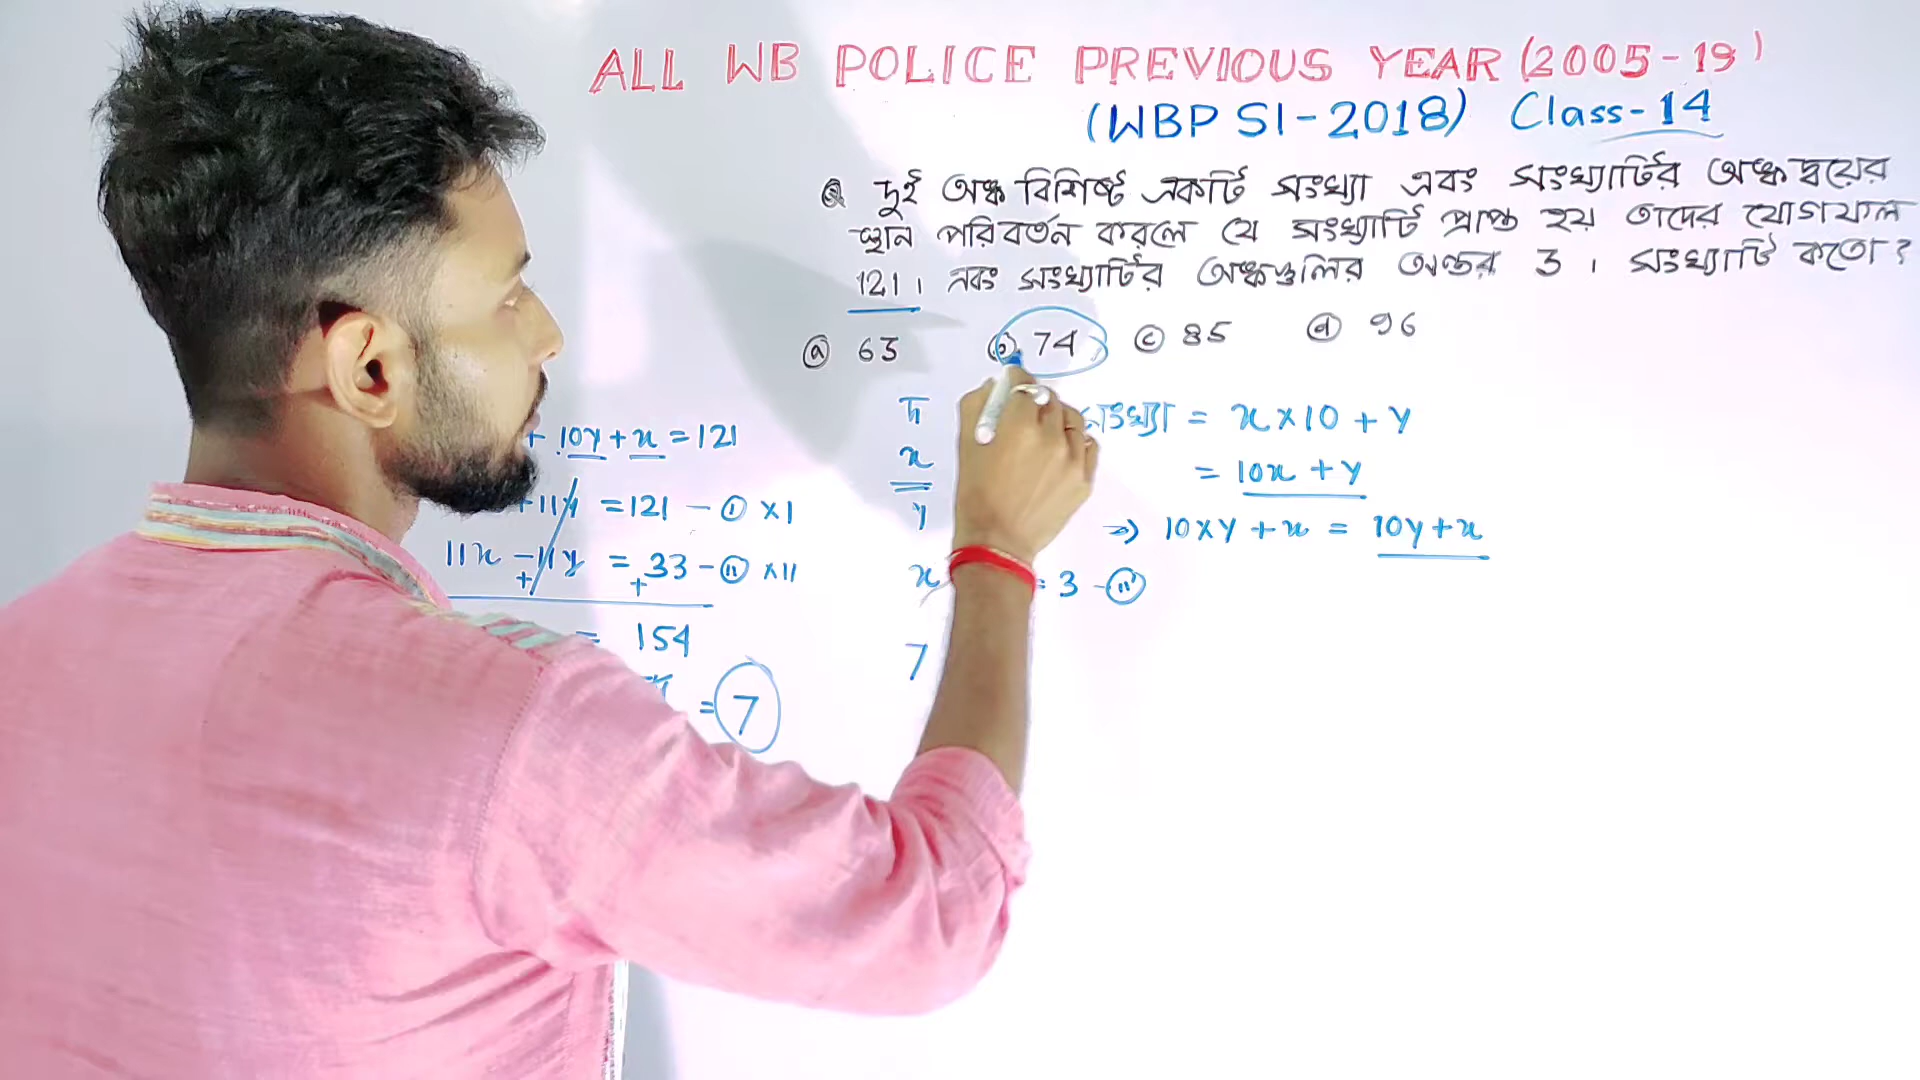 ALL WB POLICE PREVIOUS YEAR (2005-19)
(WBP SI-2018) Class-14
Q দুই অঙ্ক বিশিষ্ট একটি সংখ্যা এবং সংখ্যাটির অঙ্কদ্বয়ের
স্থান পরিবর্তন করলে যে সংখ্যাটি প্রাপ্ত হয় তাদের যোগফল
121। এবং সংখ্যাটির অঙ্কগুলির অন্তর 3 । সংখ্যাটি কতো?
ⓐ 63 ⓑ 74 ⓒ 85 ⓓ 96
+ 10y + x = 121
+11y = 121 - ① ×1
11x - 11y = 33 - ⑪ ×11
+ +
= 154
= 7
x
y
x = 3 - ⑪
7
সংখ্যা = x×10 + y
= 10x + y
⇒ 10×y + x = 10y+x